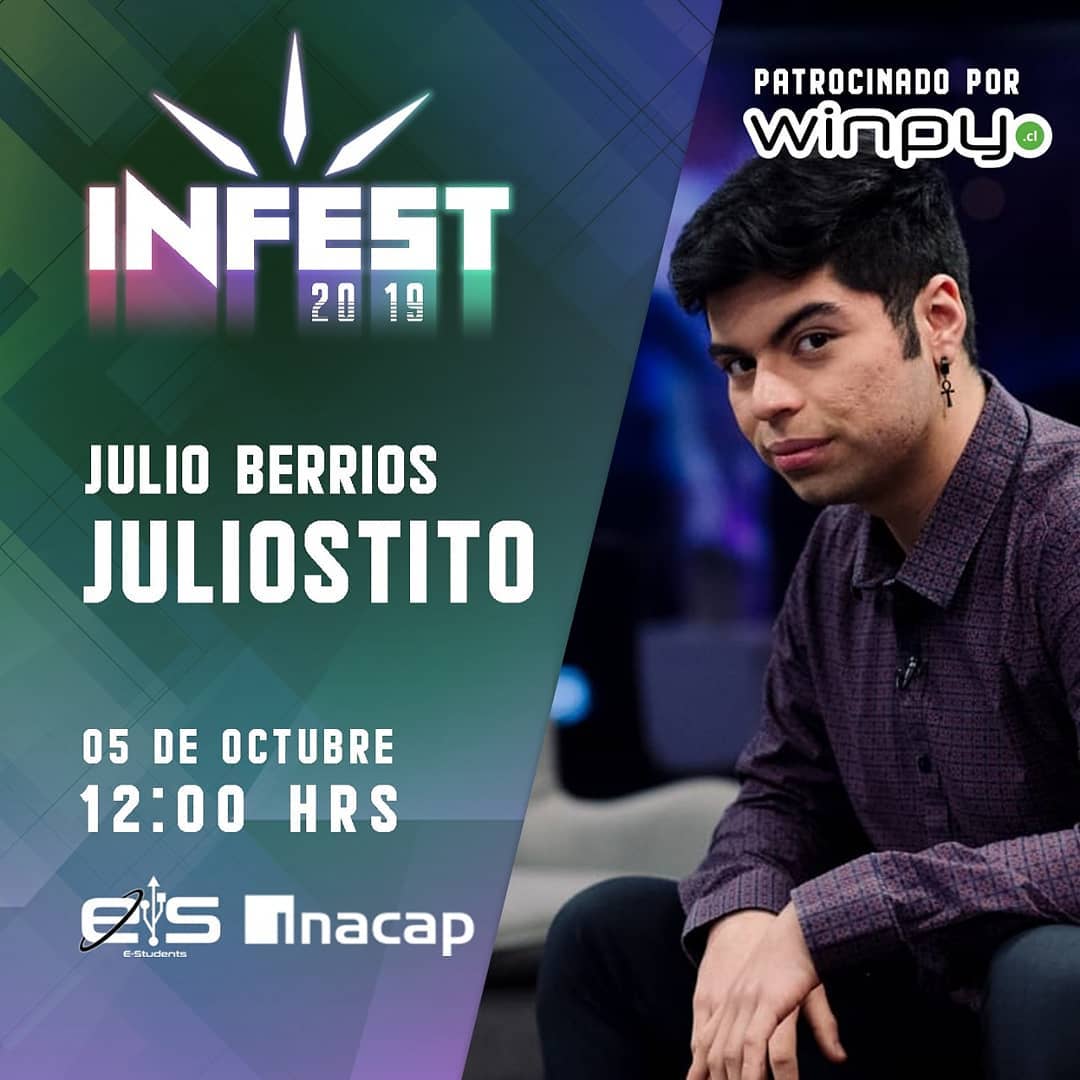 INFEST
2019
JULIO BERRIOS
JULIOSTITO
05 DE OCTUBRE
12:00 HRS
E-S
E-Students
Inacap
PATROCINADO POR
winpy.cl